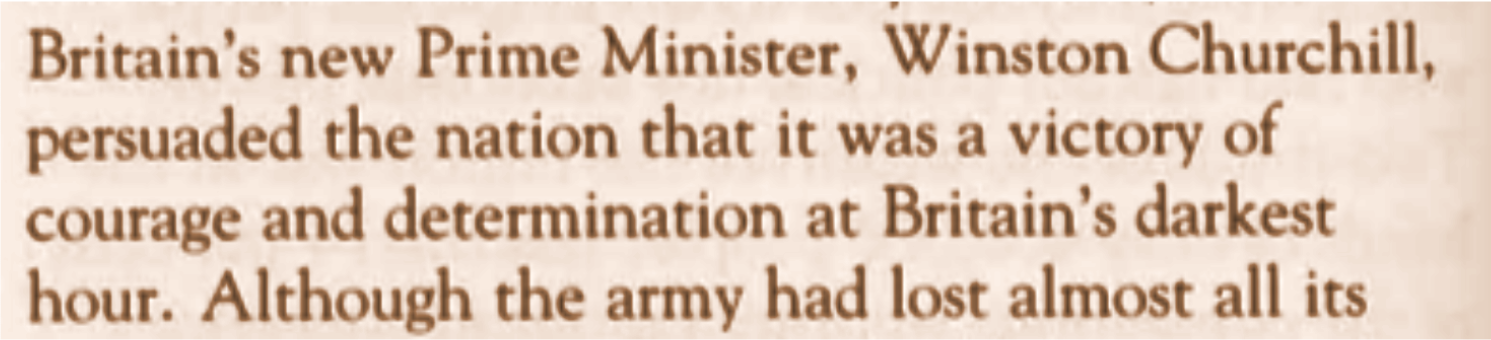 Britain's new Prime Minister, Winston Churchill,
persuaded the nation that it was a victory of
courage and determination at Britain's darkest
hour. Although the army had lost almost all its